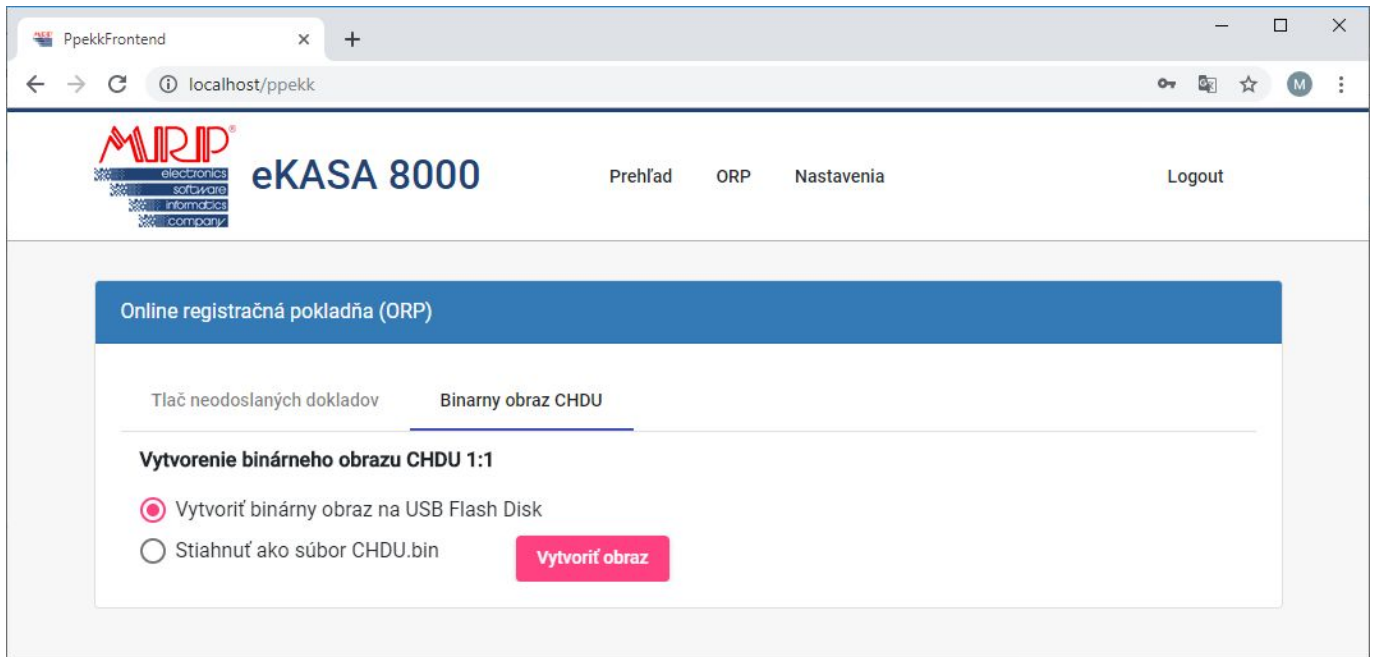 PpekkFrontend
localhost/ppekk
M
MRP®
electronics
software
informatics
company
eKASA 8000
Prehľad ORP Nastavenia Logout
Online registračná pokladňa (ORP)
Tlač neodoslaných dokladov Binarny obraz CHDU
Vytvorenie binárneho obrazu CHDU 1:1
Vytvoriť binárny obraz na USB Flash Disk
Stiahnuť ako súbor CHDU.bin
Vytvoriť obraz